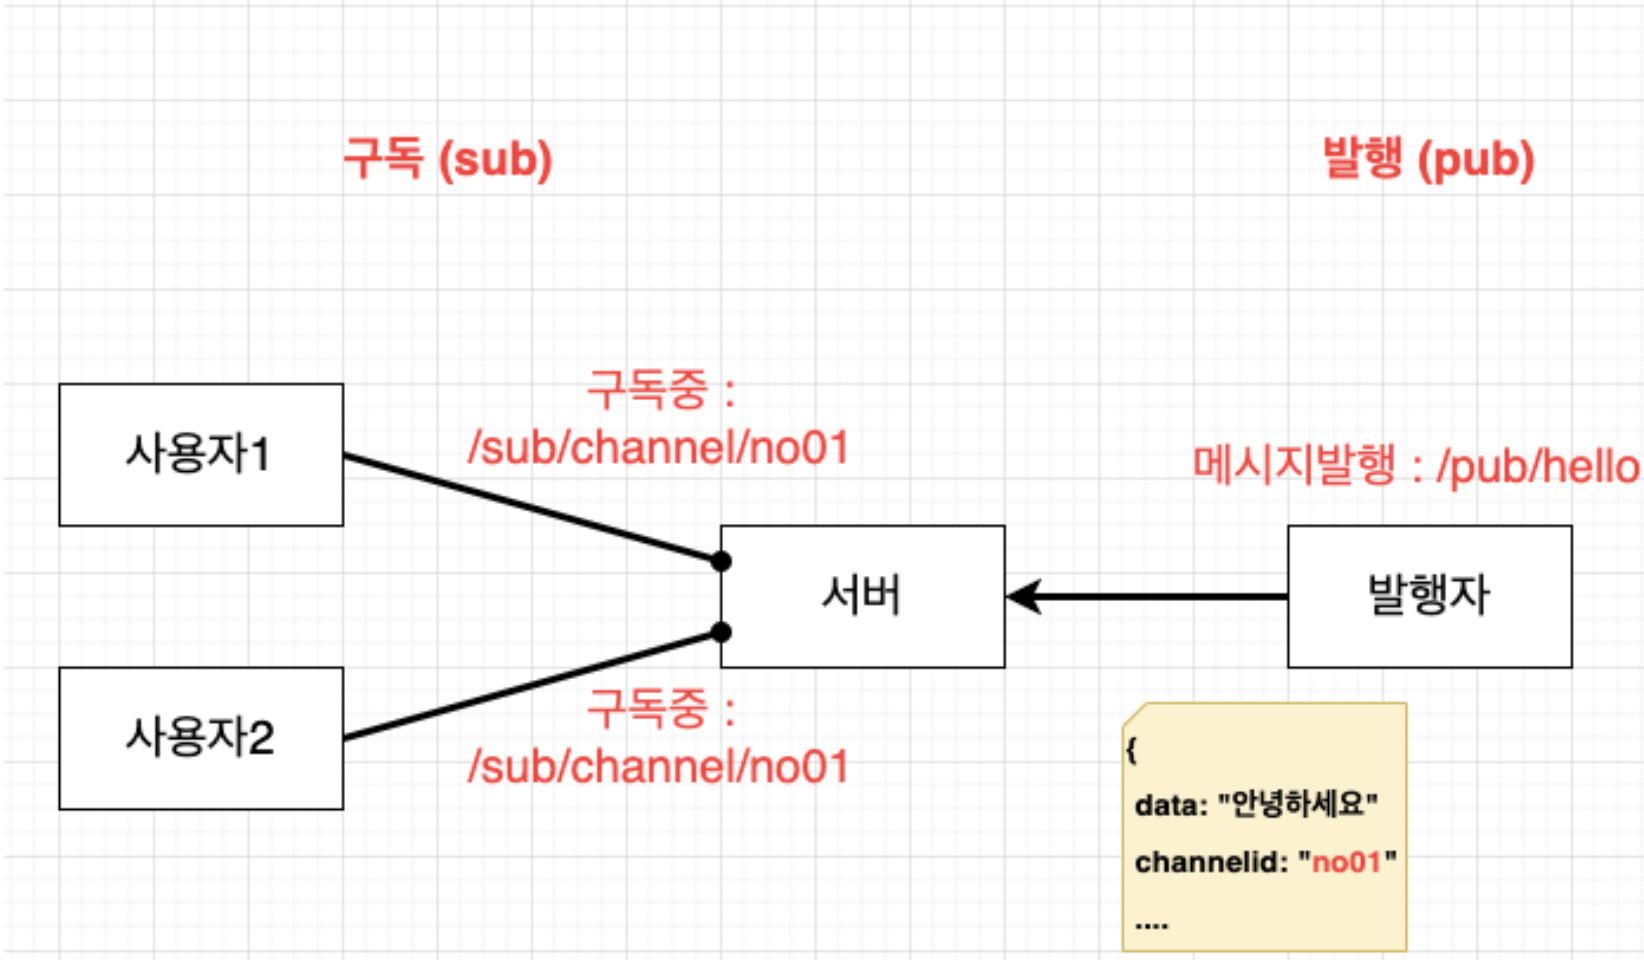 구독 (sub)
발행 (pub)
구독중 :
/sub/channel/no01
사용자1
메시지발행 : /pub/hello
서버
발행자
사용자2
구독중 :
/sub/channel/no01
{
data: "안녕하세요"
channelid: "no01"
....